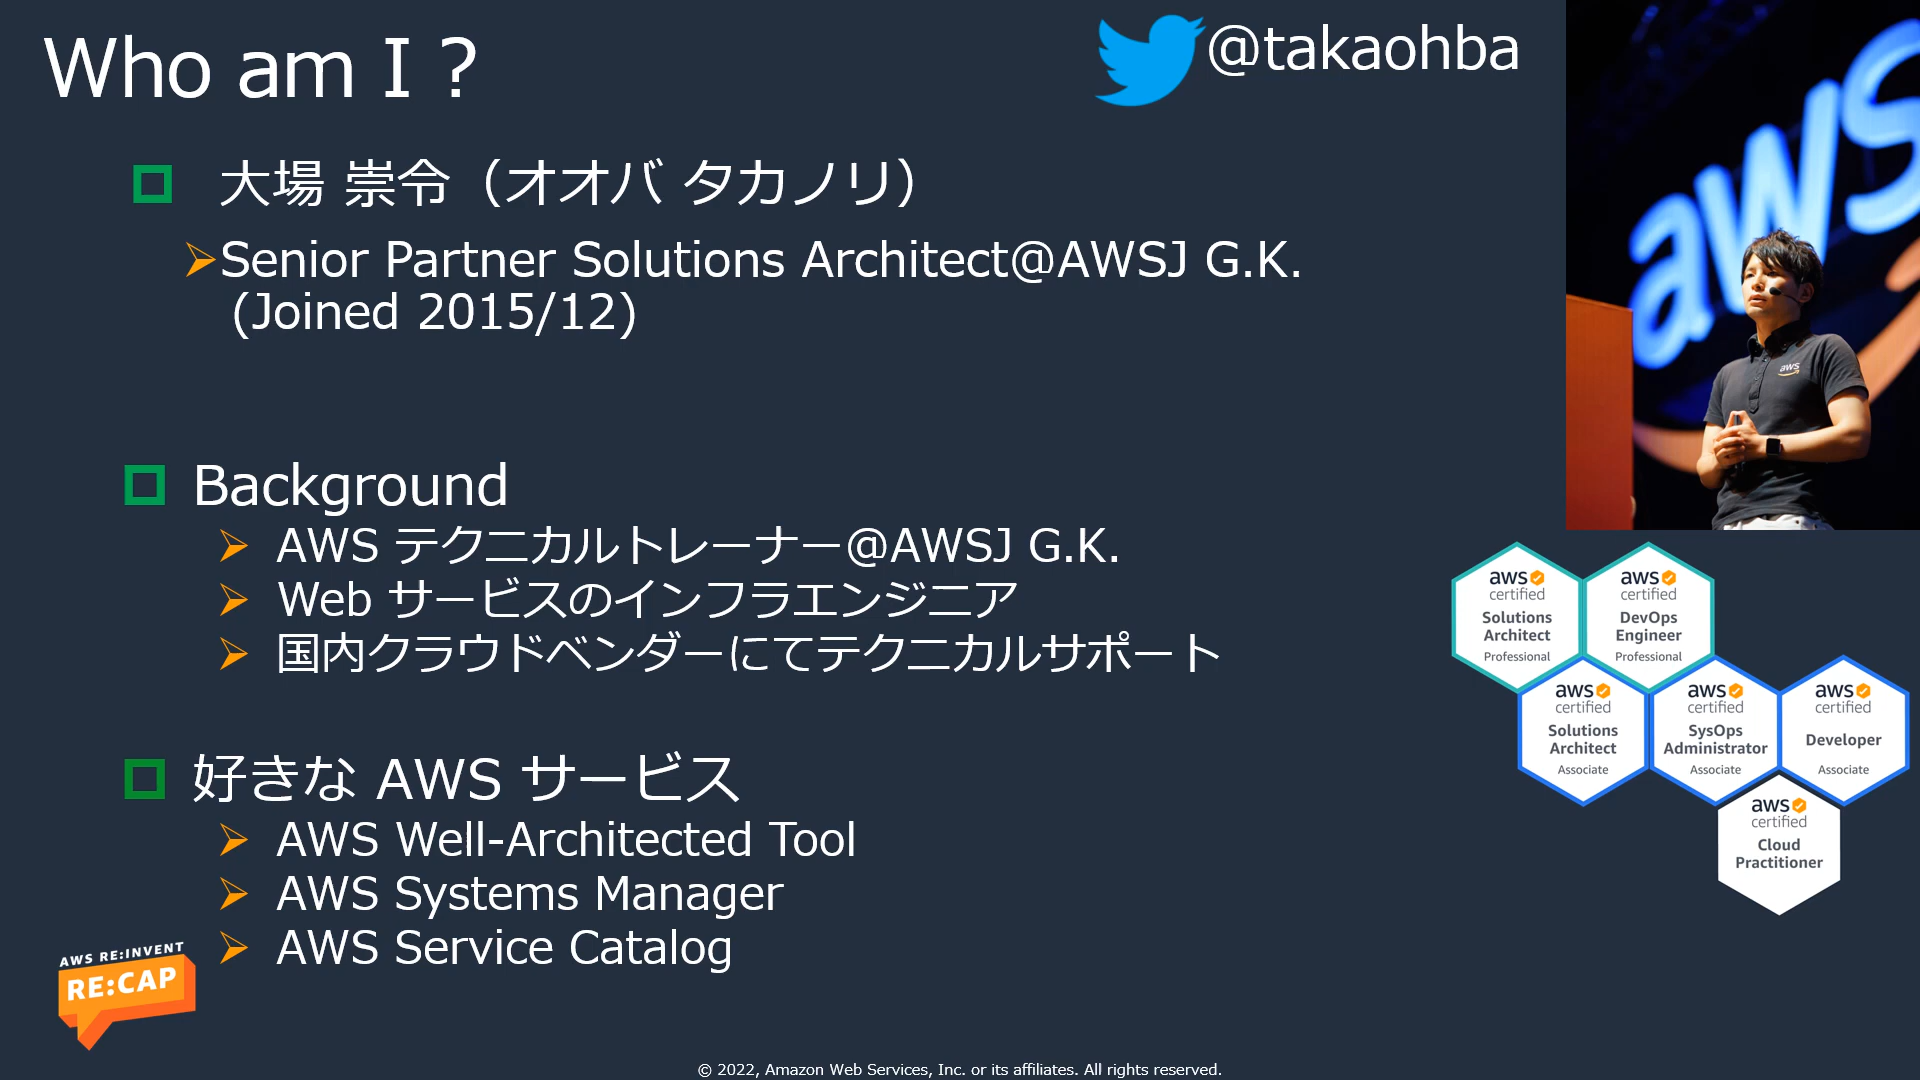 Who am I ?
@takaohba
大場 崇令（オオバ タカノリ）
Senior Partner Solutions Architect@AWSJ G.K.
(Joined 2015/12)
Background
AWS テクニカルトレーナー@AWSJ G.K.
Web サービスのインフラエンジニア
国内クラウドベンダーにてテクニカルサポート
好きな AWS サービス
AWS Well-Architected Tool
AWS Systems Manager
AWS Service Catalog
aws
aws
aws
certified
Solutions
Architect
Professional
aws
certified
DevOps
Engineer
Professional
aws
certified
Solutions
Architect
Associate
aws
certified
SysOps
Administrator
Associate
aws
certified
Developer
Associate
aws
certified
Cloud
Practitioner
AWS RE:INVENT
RE:CAP
© 2022, Amazon Web Services, Inc. or its affiliates. All rights reserved.